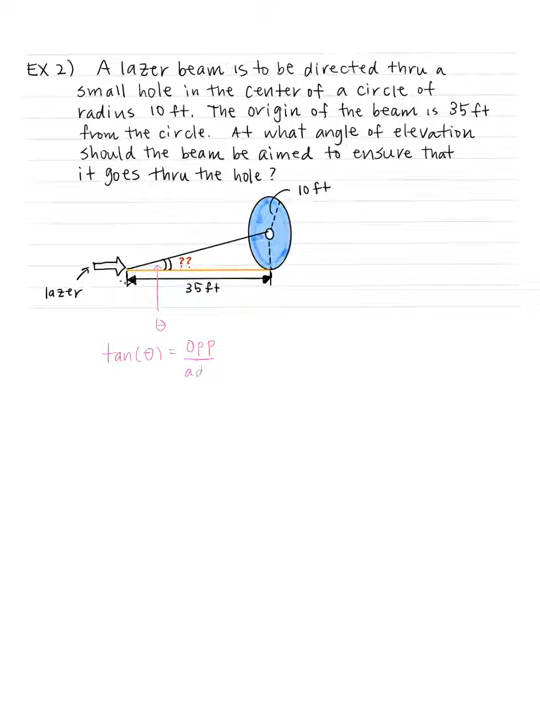 EX 2) A lazer beam is to be directed thru a
small hole in the center of a circle of
radius 10 ft. The origin of the beam is 35 ft
from the circle. At what angle of elevation
should the beam be aimed to ensure that
it goes thru the hole?
10 ft
??
lazer
35 ft
θ
tan(θ) = opp
ad